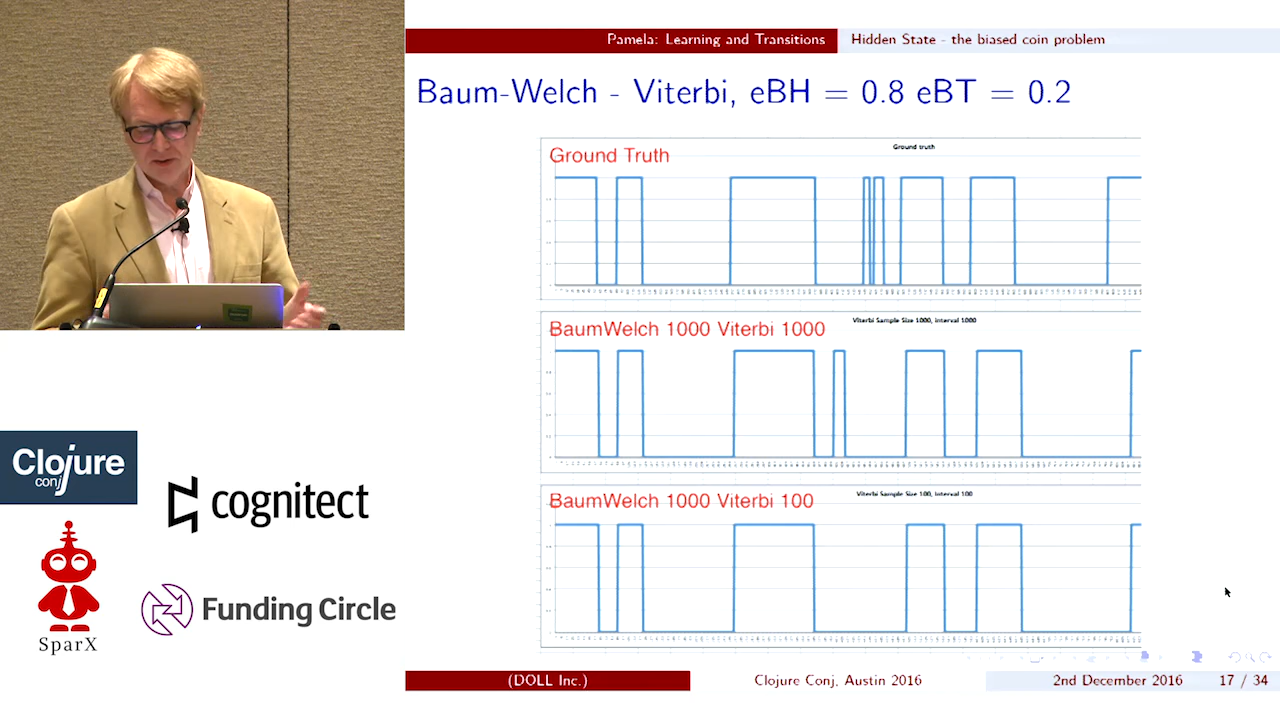 Pamela: Learning and Transitions
Hidden State - the biased coin problem
Baum-Welch - Viterbi, eBH = 0.8 eBT = 0.2
Ground Truth
Ground truth
BaumWelch 1000 Viterbi 1000
Viterbi Sample Size 1000, interval 1000
BaumWelch 1000 Viterbi 100
Viterbi Sample Size 100, interval 100
Clojure
conj
cognitect
SparX
Funding Circle
(DOLL Inc.)
Clojure Conj, Austin 2016
2nd December 2016
17 / 34